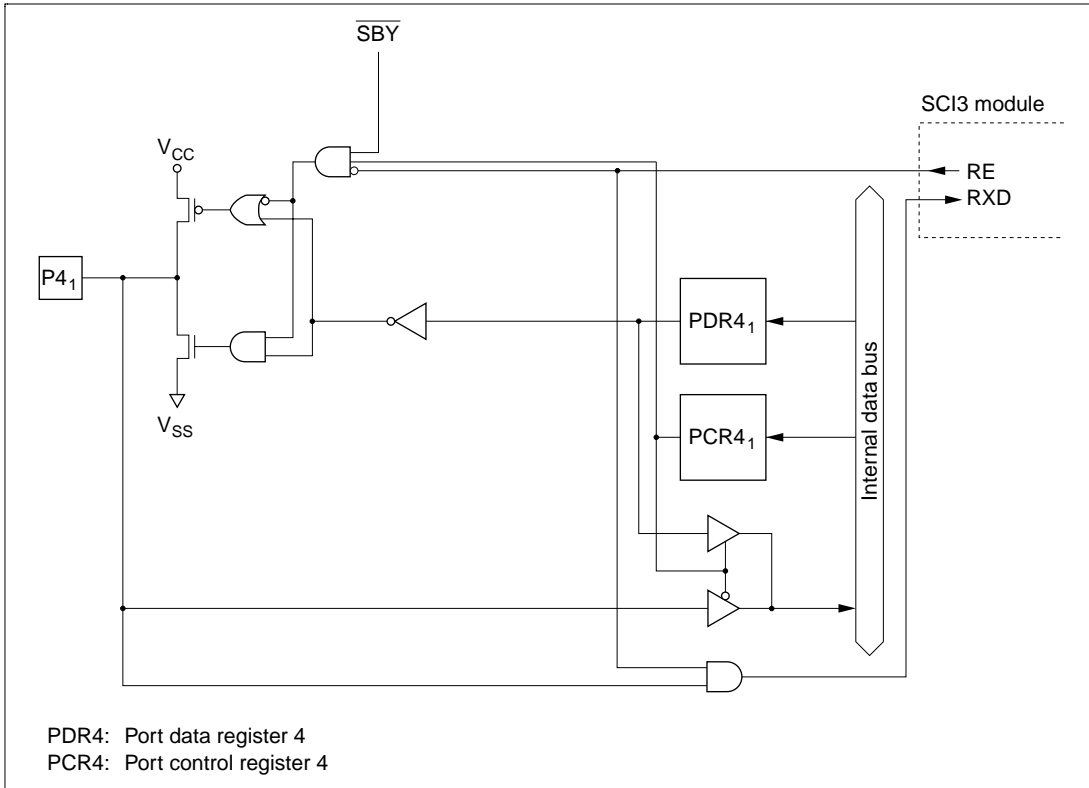 SBY
SCI3 module
VCC
RE
RXD
P41
PDR41
PCR41
Internal data bus
VSS
PDR4: Port data register 4
PCR4: Port control register 4